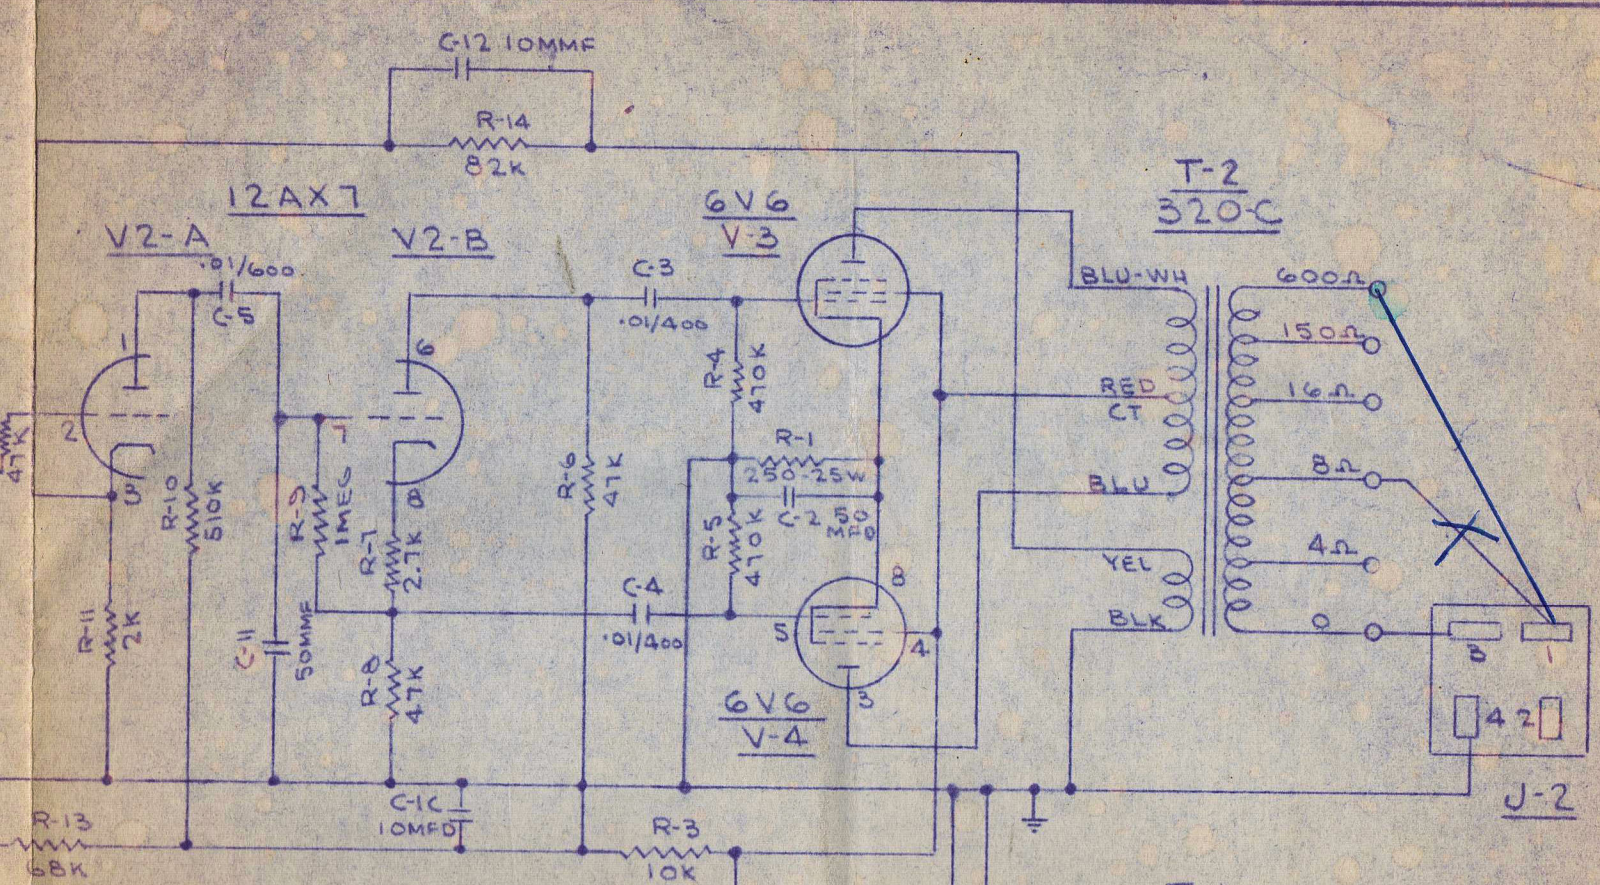 C-12 10MMF
R-14
82K
12AX7
V2-A
V2-B
6V6
V-3
T-2
320-C
.01/600
C-5
C-3
.01/400
BLU-WH
600Ω
150Ω
1
6
2
7
47K
R-4
470K
RED
CT
16Ω
R-1
250 25W
R-10
510K
R-9
1MEG
R-7
2.7K
8
R-6
47K
C-2
50
MFD
R-5
470K
BLU
8Ω
YEL
4Ω
C-4
.01/400
8
5
4
3
BLK
0
R-11
2K
C-11
50MMF
R-8
47K
6V6
V-4
3
1
4
2
J-2
C-1C
10MFD
R-13
68K
R-3
10K